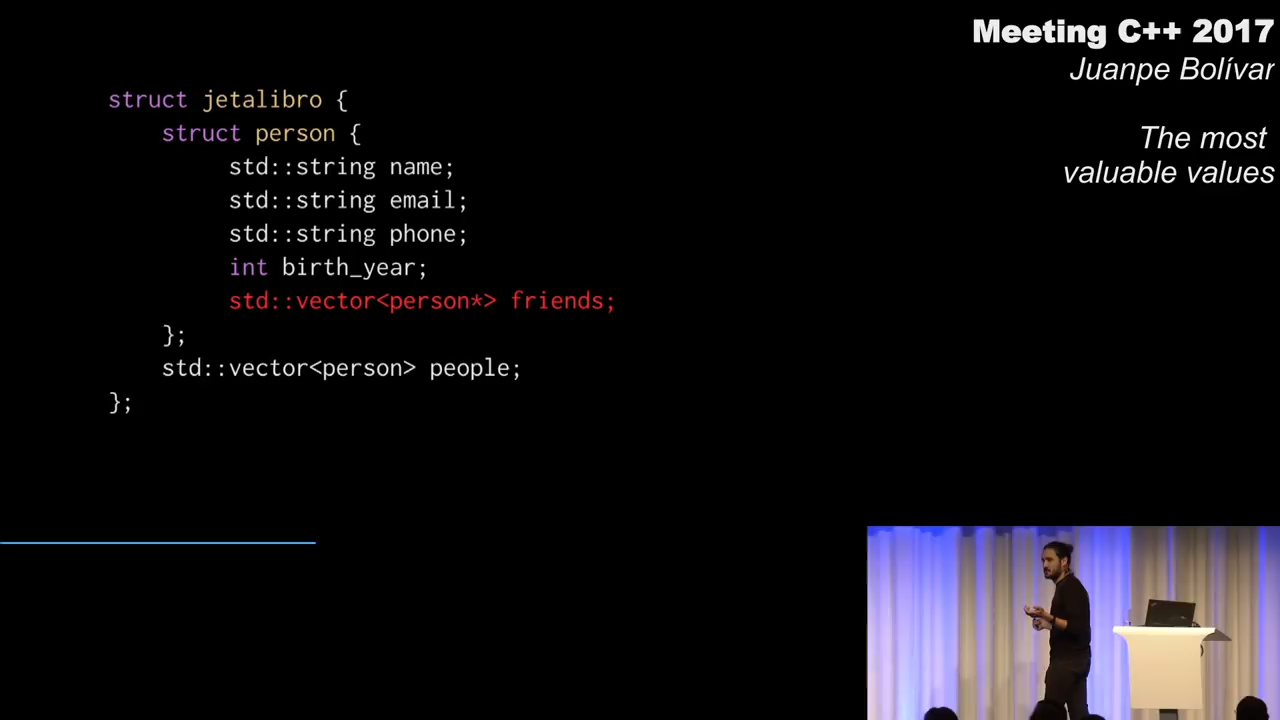 Meeting C++ 2017
Juanpe Bolívar
The most
valuable values
struct jetalibro {
struct person {
std::string name;
std::string email;
std::string phone;
int birth_year;
std::vector<person*> friends;
};
std::vector<person> people;
};